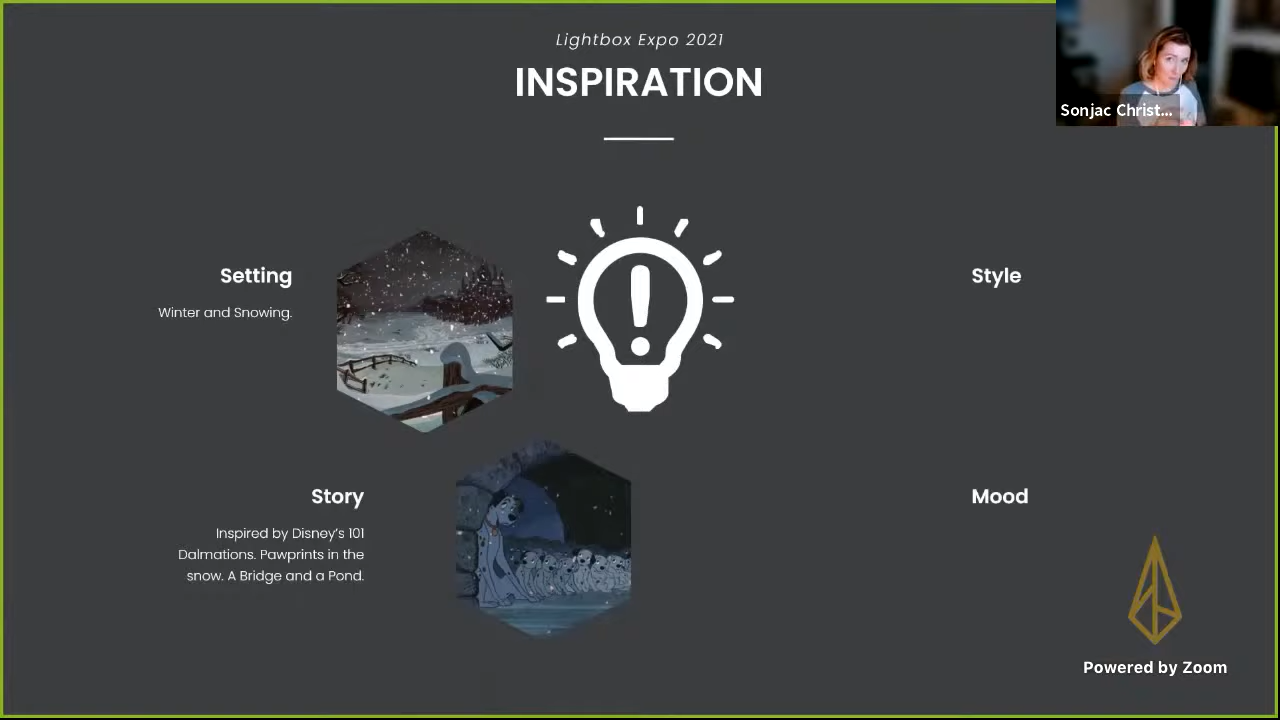 Lightbox Expo 2021
INSPIRATION
Sonjac Christ...
Setting
Winter and Snowing.
Style
Story
Inspired by Disney's 101
Dalmations. Pawprints in the
snow. A Bridge and a Pond.
Mood
Powered by Zoom